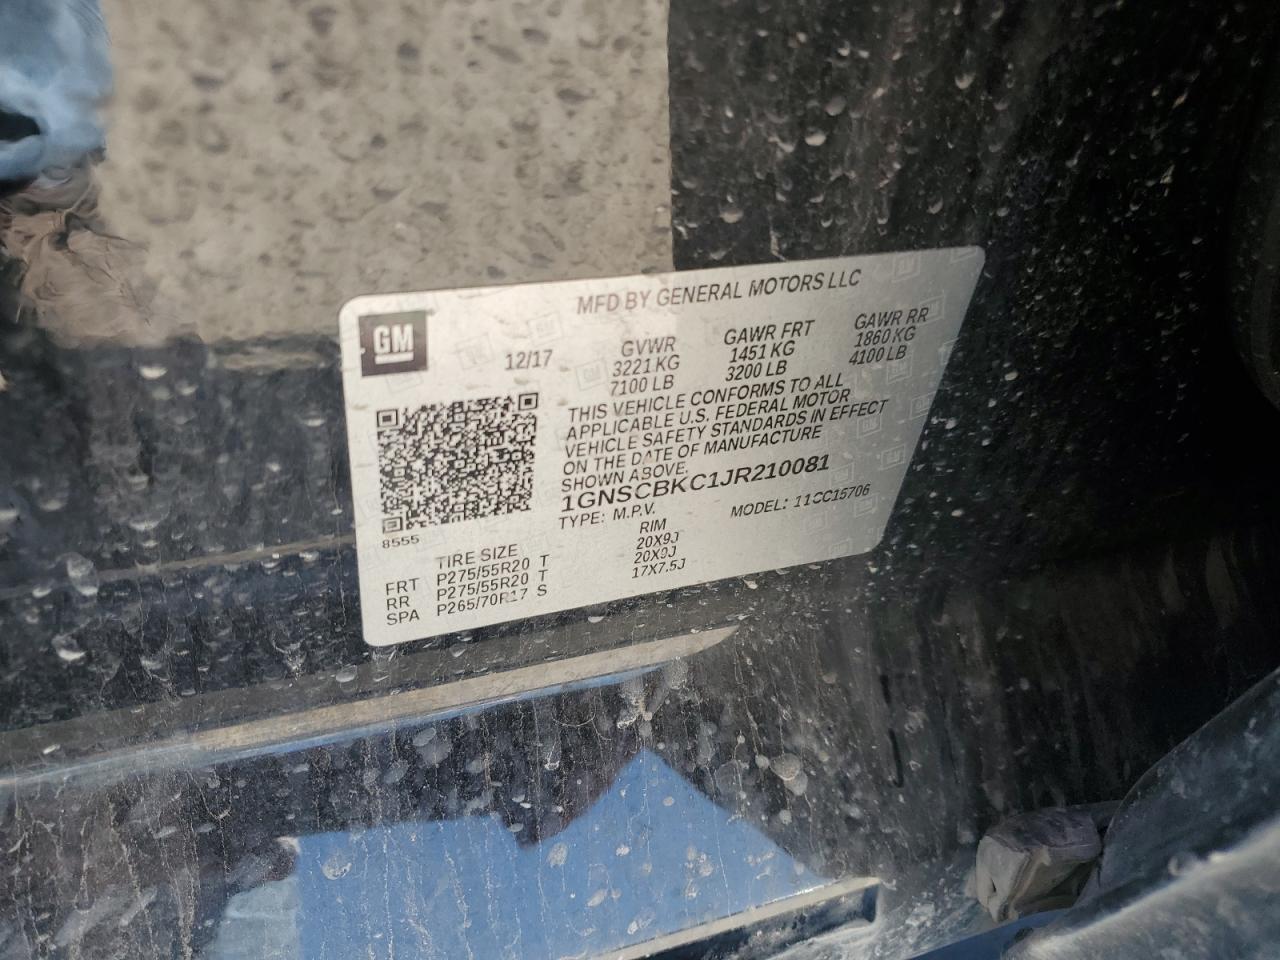 MFD BY GENERAL MOTORS LLC
GM
12/17
GVWR
3221 KG
7100 LB
GAWR FRT
1451 KG
3200 LB
GAWR RR
1860 KG
4100 LB
THIS VEHICLE CONFORMS TO ALL
APPLICABLE U.S. FEDERAL MOTOR
VEHICLE SAFETY STANDARDS IN EFFECT
ON THE DATE OF MANUFACTURE
SHOWN ABOVE.
1GNSCBKC1JR210081
TYPE: M.P.V. MODEL: 11CC15706
8555
TIRE SIZE RIM
FRT P275/55R20 T 20X9J
RR P275/55R20 T 20X9J
SPA P265/70R17 S 17X7.5J